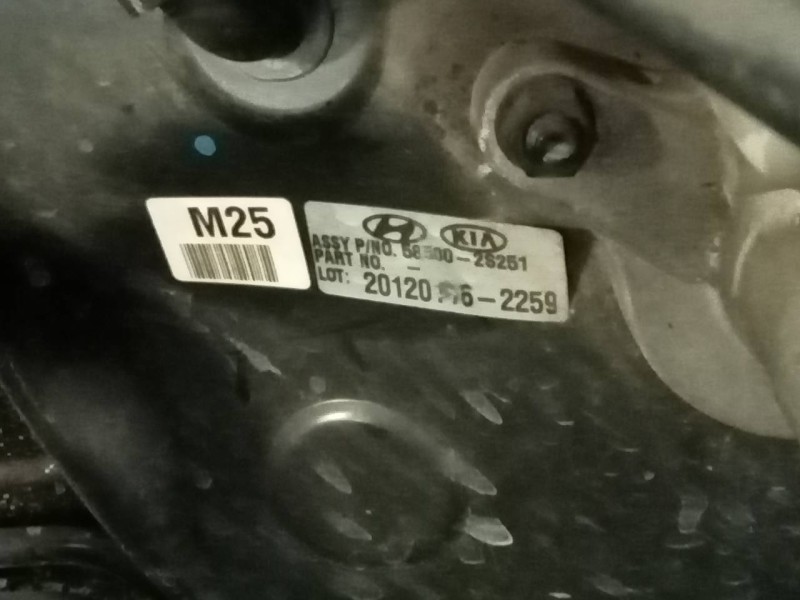 M25
KIA
ASSY P/NO.
PART NO. -
LOT: